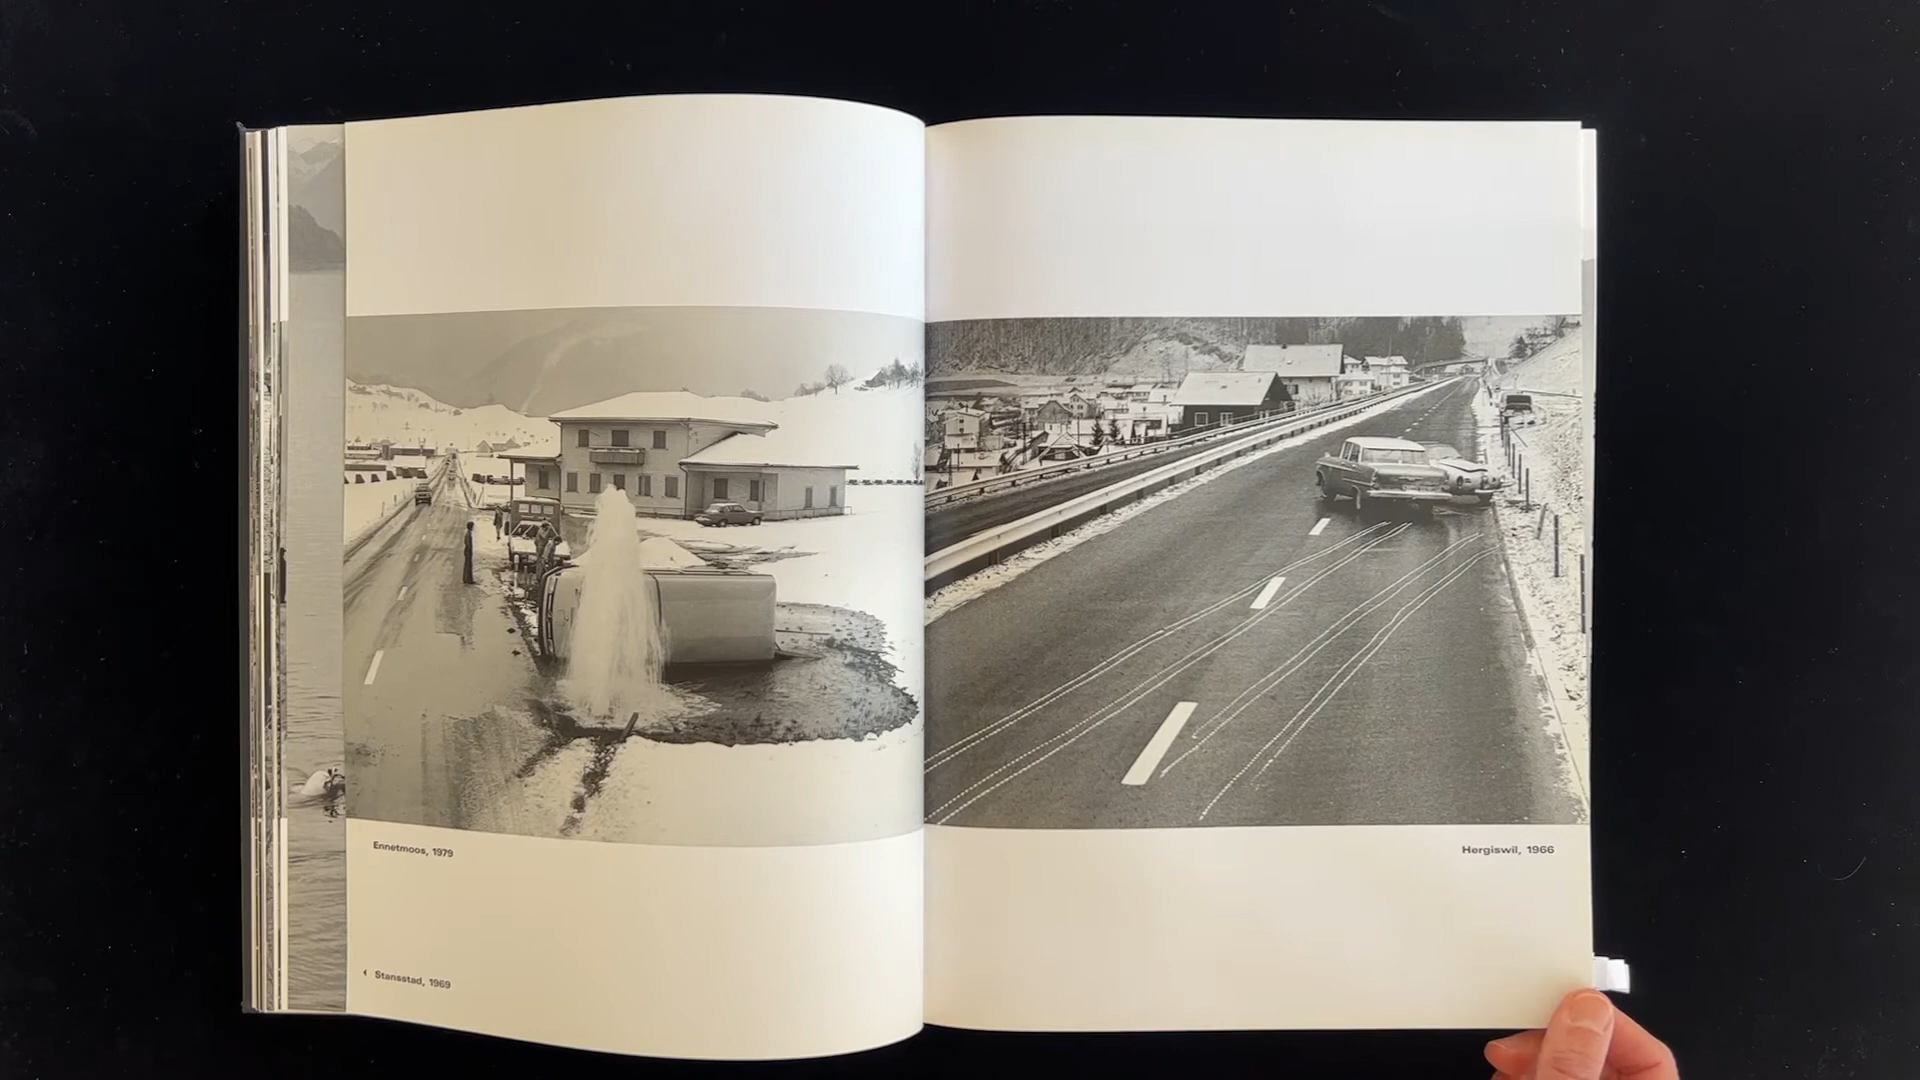 Ennetmoos, 1979
◂ Stansstad, 1969
Hergiswil, 1966